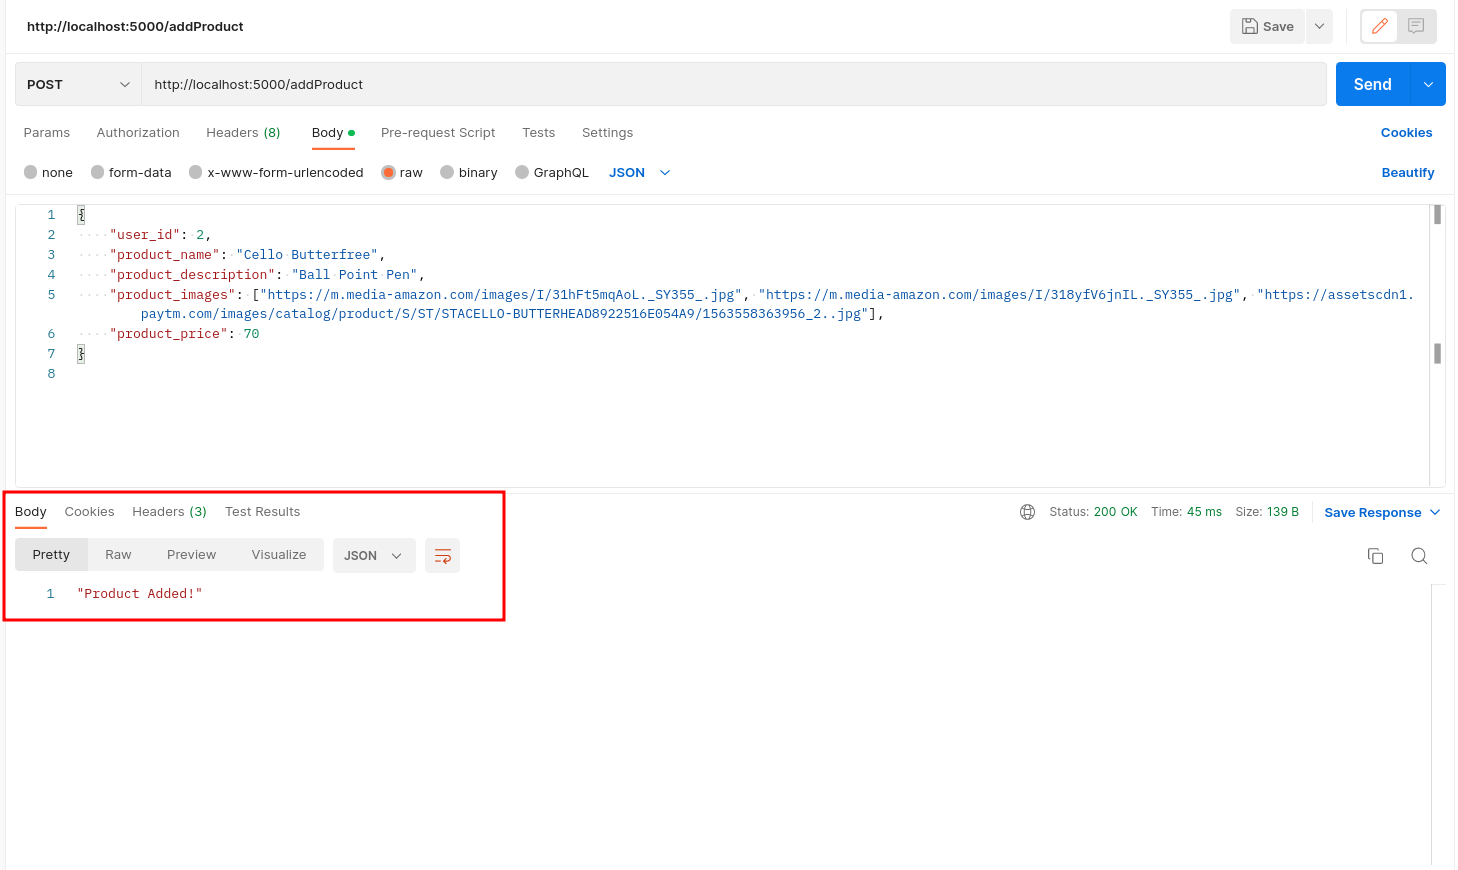 http://localhost:5000/addProduct
Save
POST
http://localhost:5000/addProduct
Send
Params Authorization Headers (8) Body Pre-request Script Tests Settings Cookies
none form-data x-www-form-urlencoded raw binary GraphQL JSON Beautify
1 {
2 "user_id": 2,
3 "product_name": "Cello Butterfree",
4 "product_description": "Ball Point Pen",
5 "product_images": ["https://m.media-amazon.com/images/I/31hFt5mqAoL._SY355_.jpg", "https://m.media-amazon.com/images/I/318yfV6jnIL._SY355_.jpg", "https://assetscdn1.
paytm.com/images/catalog/product/S/ST/STACELLO-BUTTERHEAD8922516E054A9/1563558363956_2..jpg"],
6 "product_price": 70
7 }
8
Body Cookies Headers (3) Test Results Status: 200 OK Time: 45 ms Size: 139 B Save Response
Pretty Raw Preview Visualize JSON
1 "Product Added!"